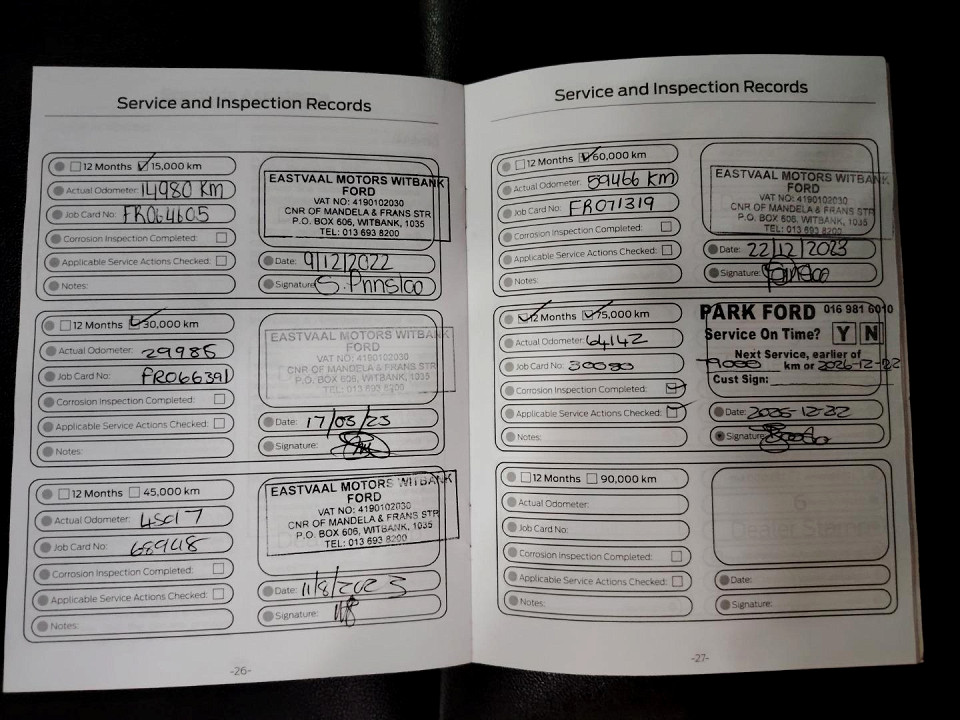 Service and Inspection Records
12 Months 15,000 km
Actual Odometer: 14980 KM
Job Card No: FR064605
Corrosion Inspection Completed:
Applicable Service Actions Checked:
Notes:
EASTVAAL MOTORS WITBANK
FORD
VAT NO: 4190102030
CNR OF MANDELA & FRANS STR
P.O. BOX 606, WITBANK, 1035
TEL: 013 693 8200
Date: 9/12/2022
Signature: S. Prinsloo
12 Months 30,000 km
Actual Odometer: 29985
Job Card No: FR066391
Corrosion Inspection Completed:
Applicable Service Actions Checked:
Notes:
EASTVAAL MOTORS WITBANK
FORD
VAT NO: 4190102030
CNR OF MANDELA & FRANS STR
P.O. BOX 606, WITBANK, 1035
TEL: 013 693 8200
Date: 17/03/23
Signature:
12 Months 45,000 km
Actual Odometer: 45017
Job Card No: 68948
Corrosion Inspection Completed:
Applicable Service Actions Checked:
Notes:
EASTVAAL MOTORS WITBANK
FORD
VAT NO: 4190102030
CNR OF MANDELA & FRANS STR
P.O. BOX 606, WITBANK, 1035
TEL: 013 693 8200
Date: 11/8/2023
Signature:
-26-
Service and Inspection Records
12 Months 60,000 km
Actual Odometer: 59466 KM
Job Card No: FR071319
Corrosion Inspection Completed:
Applicable Service Actions Checked:
Notes:
EASTVAAL MOTORS WITBANK
FORD
VAT NO: 4190102030
CNR OF MANDELA & FRANS STR
P.O. BOX 606, WITBANK, 1035
TEL: 013 693 8200
Date: 22/12/2023
Signature:
12 Months 75,000 km
Actual Odometer: 64142
Job Card No: 30090
Corrosion Inspection Completed:
Applicable Service Actions Checked:
Notes:
PARK FORD 016 981 6010
Service On Time? Y N
Next Service, earlier of
km or 2026-12-22
Cust Sign:
Date: 2025-12-22
Signature:
12 Months 90,000 km
Actual Odometer:
Job Card No:
Corrosion Inspection Completed:
Applicable Service Actions Checked:
Notes:
Date:
Signature:
-27-